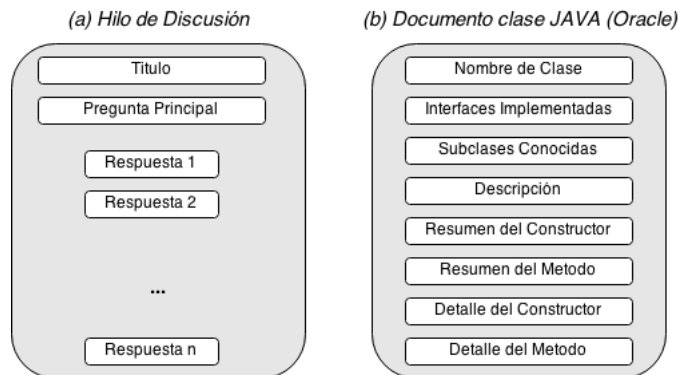 (a) Hilo de Discusión
Titulo
Pregunta Principal
Respuesta 1
Respuesta 2
...
Respuesta n
(b) Documento clase JAVA (Oracle)
Nombre de Clase
Interfaces Implementadas
Subclases Conocidas
Descripción
Resumen del Constructor
Resumen del Metodo
Detalle del Constructor
Detalle del Metodo